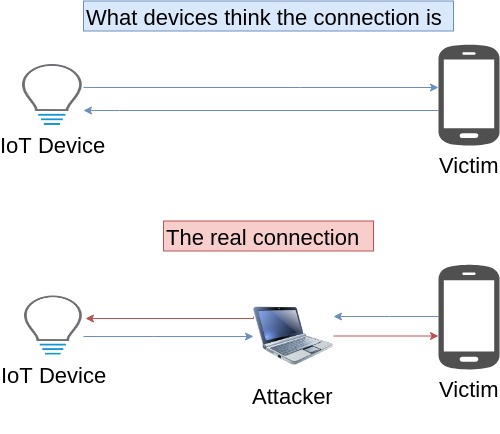 What devices think the connection is
IoT Device
Victim
The real connection
IoT Device
Attacker
Victim